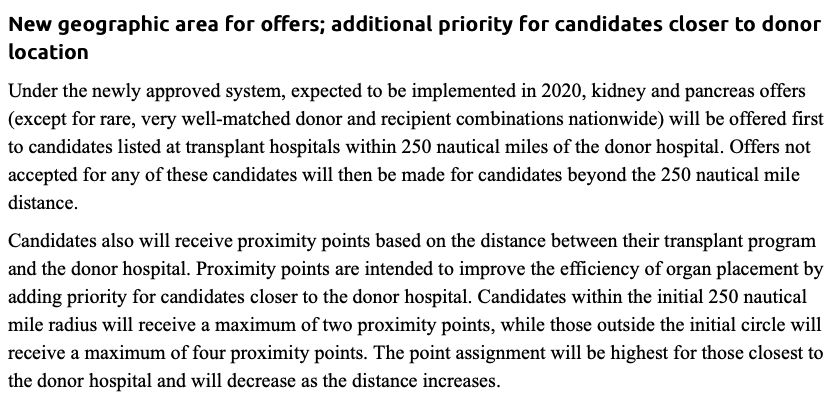 New geographic area for offers; additional priority for candidates closer to donor
location
Under the newly approved system, expected to be implemented in 2020, kidney and pancreas offers
(except for rare, very well-matched donor and recipient combinations nationwide) will be offered first
to candidates listed at transplant hospitals within 250 nautical miles of the donor hospital. Offers not
accepted for any of these candidates will then be made for candidates beyond the 250 nautical mile
distance.
Candidates also will receive proximity points based on the distance between their transplant program
and the donor hospital. Proximity points are intended to improve the efficiency of organ placement by
adding priority for candidates closer to the donor hospital. Candidates within the initial 250 nautical
mile radius will receive a maximum of two proximity points, while those outside the initial circle will
receive a maximum of four proximity points. The point assignment will be highest for those closest to
the donor hospital and will decrease as the distance increases.